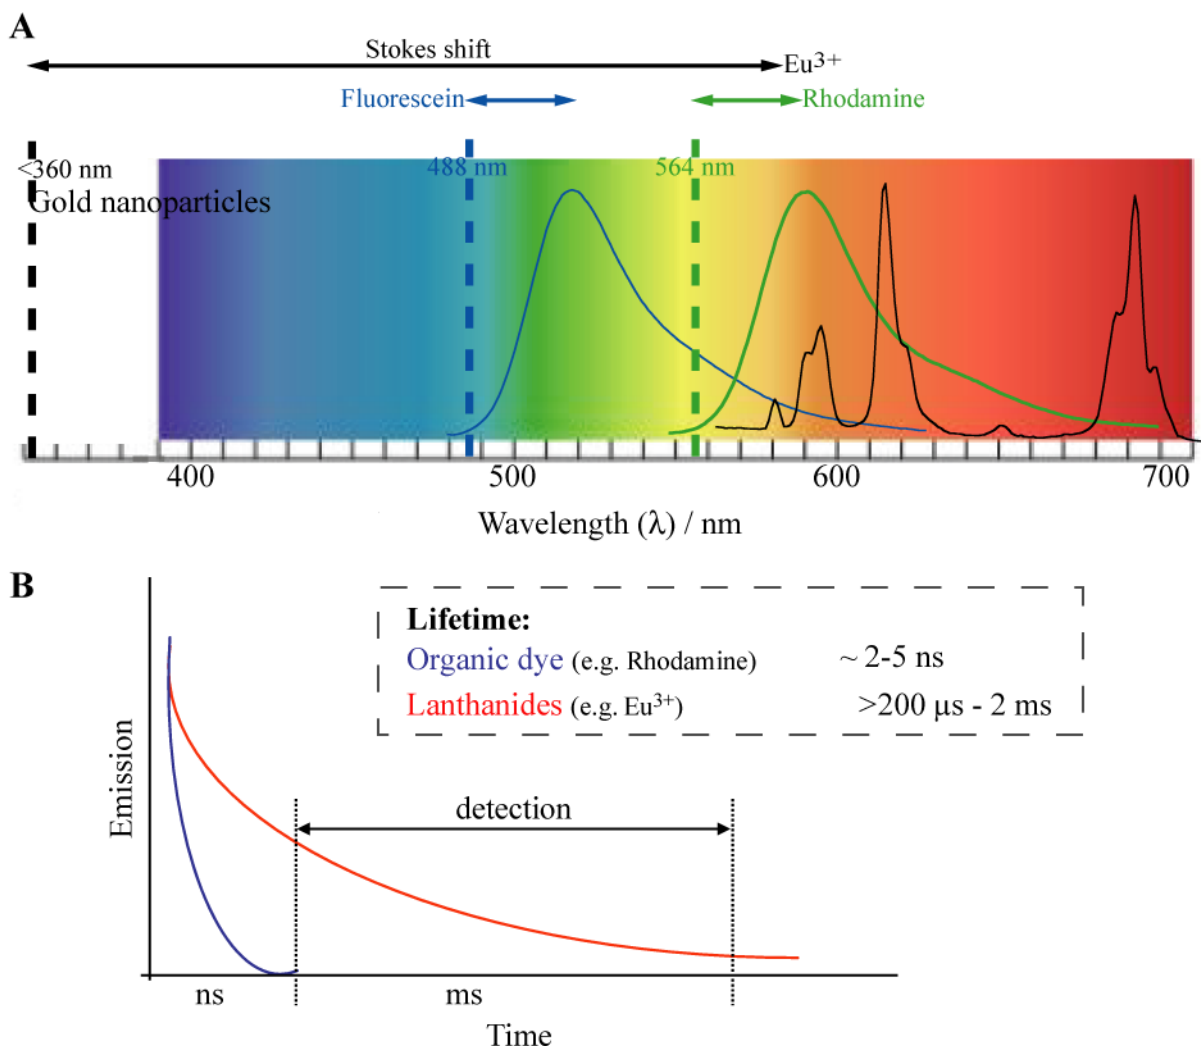 A
Stokes shift
Eu³⁺
Fluorescein
Rhodamine
<360 nm
488 nm
564 nm
Gold nanoparticles
400
500
600
700
Wavelength (λ) / nm
B
Lifetime:
Organic dye (e.g. Rhodamine) ~ 2-5 ns
Lanthanides (e.g. Eu³⁺) >200 μs - 2 ms
Emission
detection
ns
ms
Time